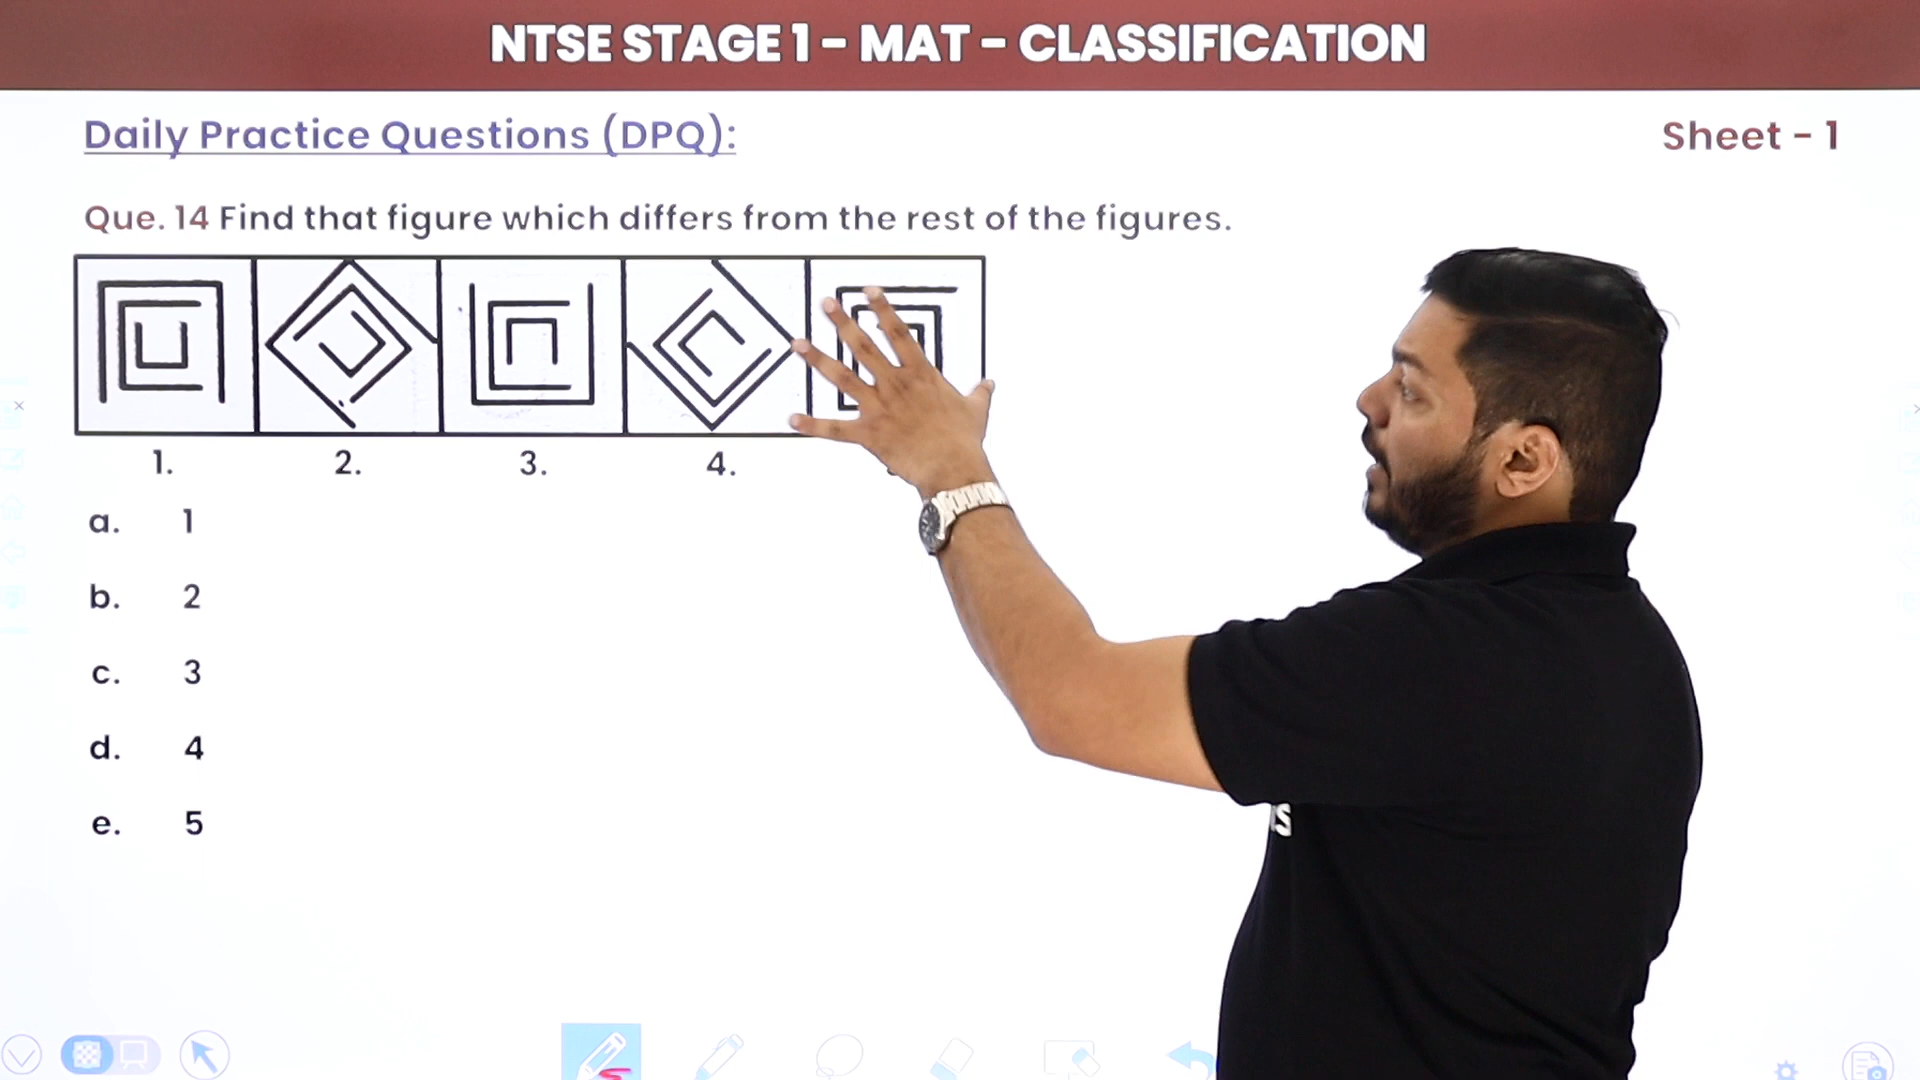 NTSE STAGE 1 - MAT - CLASSIFICATION
Daily Practice Questions (DPQ):
Sheet - 1
Que. 14 Find that figure which differs from the rest of the figures.
1. 2. 3. 4.
a. 1
b. 2
c. 3
d. 4
e. 5